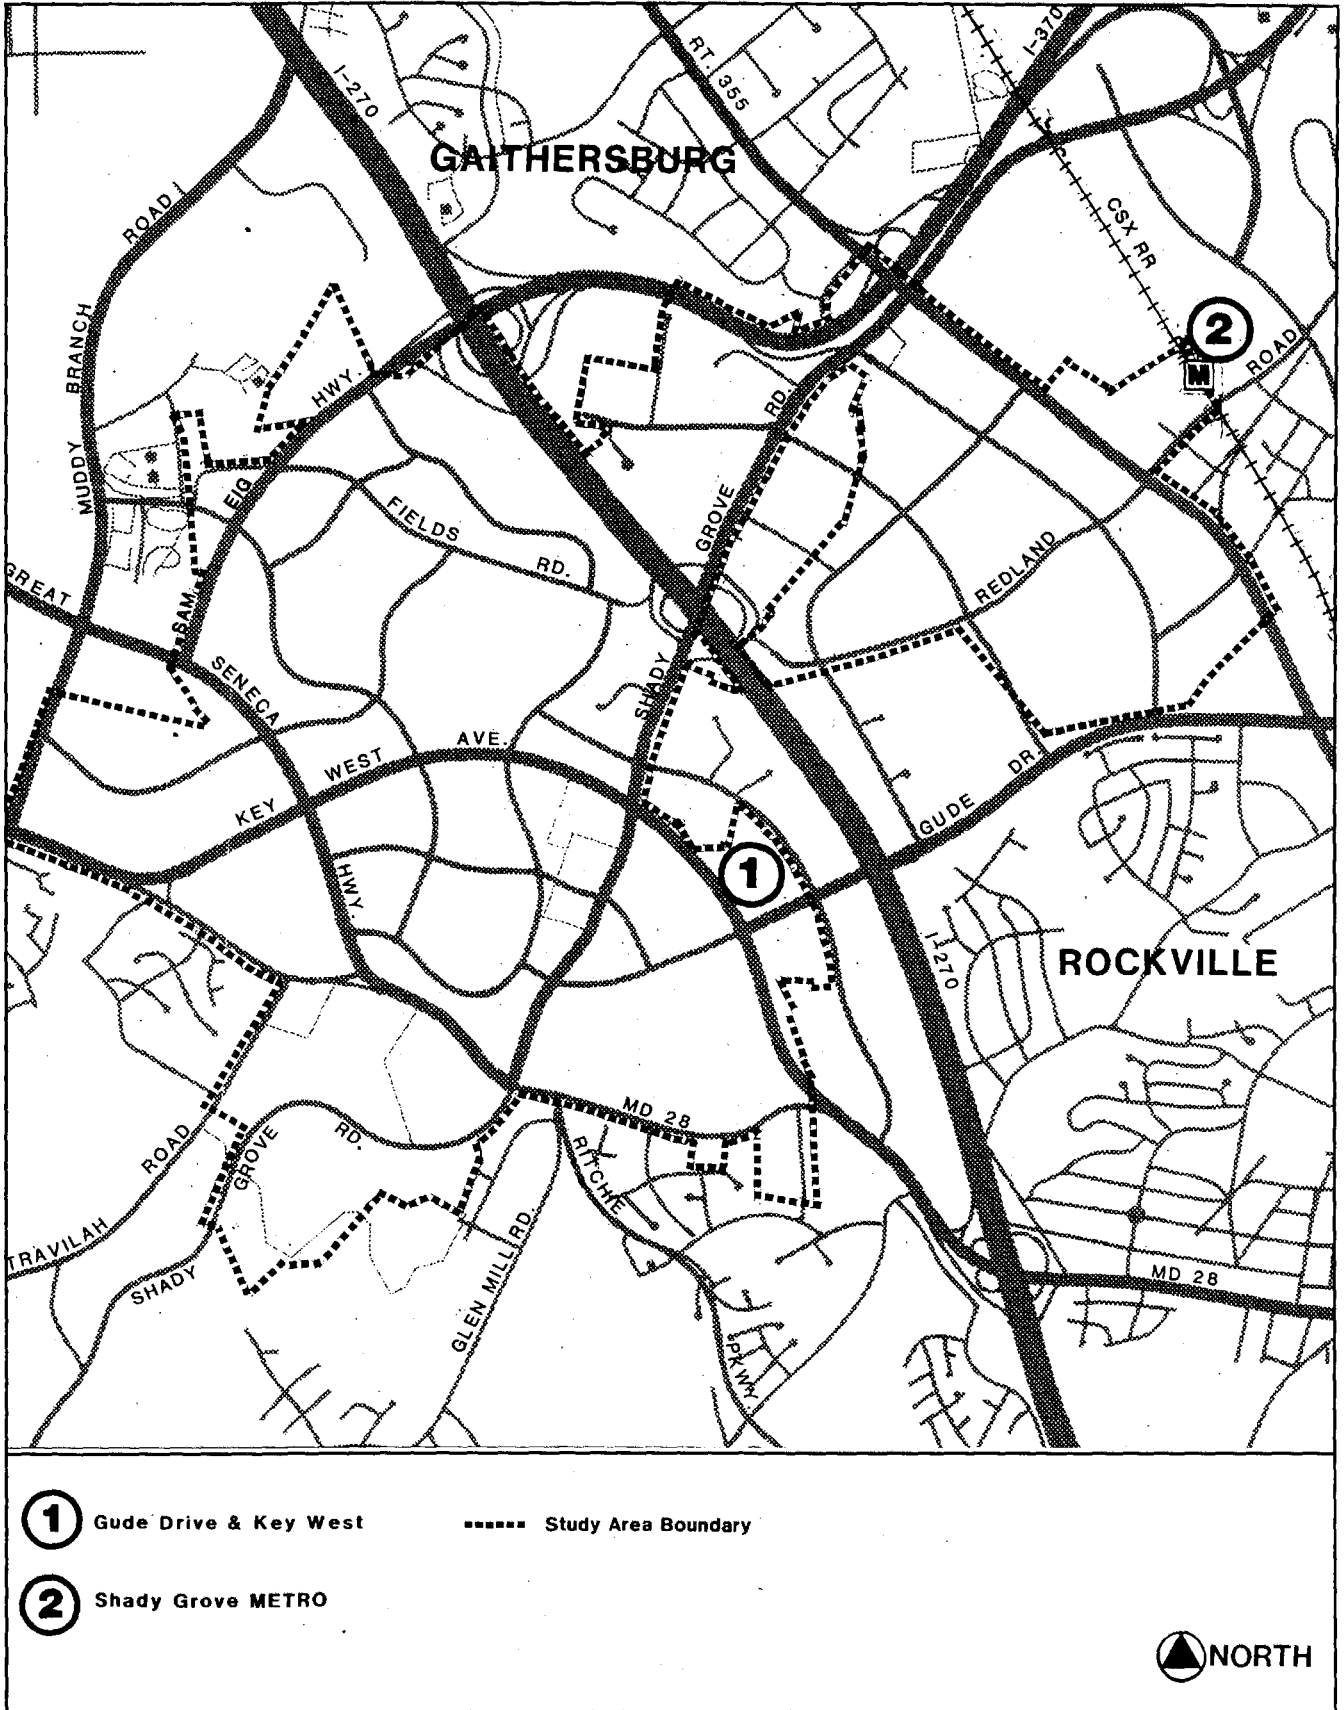 I-270
RT. 355
I-370
GAITHERSBURG
ROAD
CSX RR
2
M
ROAD
MUDDY BRANCH
HWY.
RD.
EIG
FIELDS
RD.
GROVE
REDLAND
GREAT
SAM
SENECA
SHADY
KEY WEST AVE.
DR.
GUDE
1
HWY.
I-270
ROCKVILLE
MD 28
ROAD
GROVE
RD.
RITCHIE
TRAVILAH
SHADY
GLEN MILL RD.
MD 28
PKWY.
1 Gude Drive & Key West
Study Area Boundary
2 Shady Grove METRO
NORTH